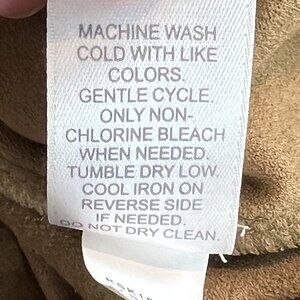 MACHINE WASH
COLD WITH LIKE
COLORS.
GENTLE CYCLE.
ONLY NON-
CHLORINE BLEACH
WHEN NEEDED.
TUMBLE DRY LOW.
COOL IRON ON
REVERSE SIDE
IF NEEDED.
DO NOT DRY CLEAN.